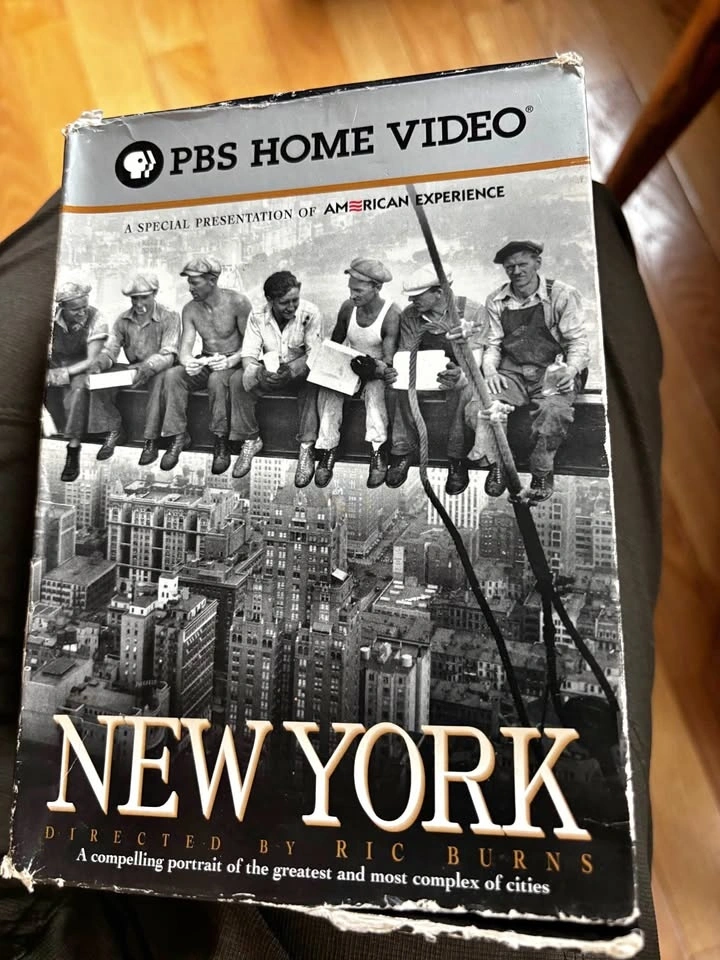 PBS HOME VIDEO®
A SPECIAL PRESENTATION OF AMERICAN EXPERIENCE
NEW YORK
DIRECTED BY RIC BURNS
A compelling portrait of the greatest and most complex of cities